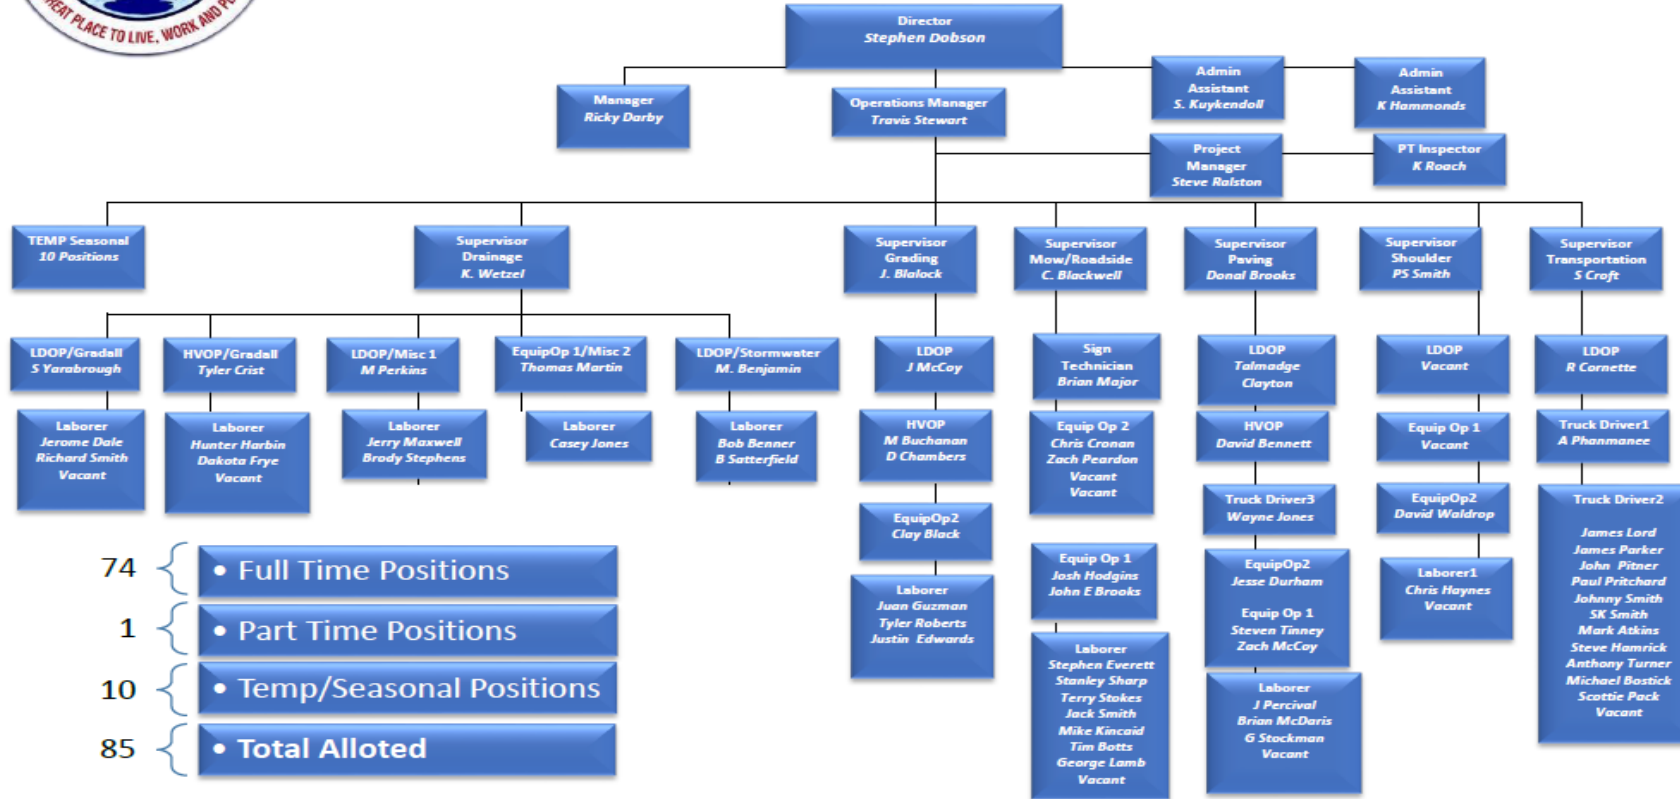 GREAT PLACE TO LIVE, WORK AND
Director
Stephen Dobson
Manager
Ricky Darby
Operations Manager
Travis Stewart
Admin
Assistant
S. Kuykendoll
Admin
Assistant
K Hammonds
Project
Manager
Steve Ralston
PT Inspector
K Roach
TEMP Seasonal
10 Positions
Supervisor
Drainage
K. Wetzel
Supervisor
Grading
J. Blalock
Supervisor
Mow/Roadside
C. Blackwell
Supervisor
Paving
Donal Brooks
Supervisor
Shoulder
PS Smith
Supervisor
Transportation
S Croft
LDOP/Gradall
S Yarabrough
HVOP/Gradall
Tyler Crist
LDOP/Misc 1
M Perkins
EquipOp 1/Misc 2
Thomas Martin
LDOP/Stormwater
M. Benjamin
Laborer
Jerome Dale
Richard Smith
Vacant
Laborer
Hunter Harbin
Dakota Frye
Vacant
Laborer
Jerry Maxwell
Brody Stephens
Laborer
Casey Jones
Laborer
Bob Benner
B Satterfield
LDOP
J McCoy
HVOP
M Buchanan
D Chambers
EquipOp2
Clay Black
Laborer
Juan Guzman
Tyler Roberts
Justin Edwards
Sign
Technician
Brian Major
Equip Op 2
Chris Cronan
Zach Peardon
Vacant
Vacant
Equip Op 1
Josh Hodgins
John E Brooks
Laborer
Stephen Everett
Stanley Sharp
Terry Stokes
Jack Smith
Mike Kincaid
Tim Botts
George Lamb
Vacant
LDOP
Talmadge
Clayton
HVOP
David Bennett
Truck Driver3
Wayne Jones
EquipOp2
Jesse Durham
Equip Op 1
Steven Tinney
Zach McCoy
Laborer
J Percival
Brian McDaris
G Stockman
Vacant
LDOP
Vacant
Equip Op 1
Vacant
EquipOp2
David Waldrop
Laborer1
Chris Haynes
Vacant
LDOP
R Cornette
Truck Driver1
A Phanmanee
Truck Driver2
James Lord
James Parker
John Pitner
Paul Pritchard
Johnny Smith
SK Smith
Mark Atkins
Steve Hamrick
Anthony Turner
Michael Bostick
Scottie Pack
Vacant
74 • Full Time Positions
1 • Part Time Positions
10 • Temp/Seasonal Positions
85 • Total Alloted